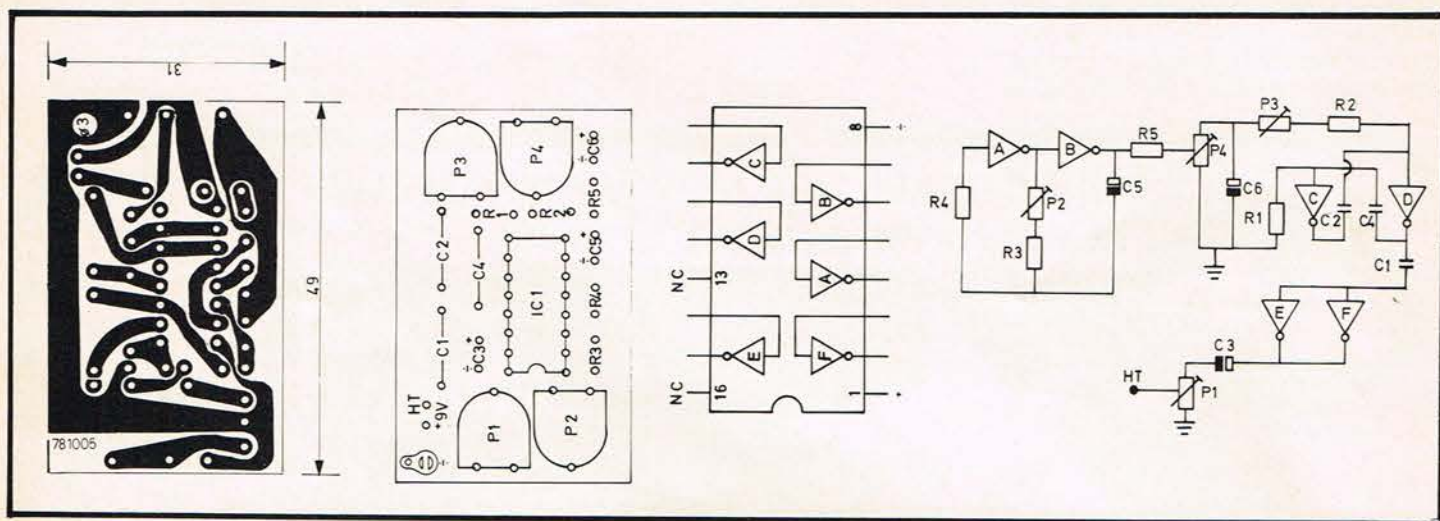 31
49
ø3
781005
P3
P4
C6
+
÷
R1
R2
R5
C2
C4
C5
+
÷
IC1
R4
C1
C3
+
÷
R3
HT
+9V
P1
P2
÷
8
÷
C
B
D
A
NC
13
E
F
NC
16
1
+
A
B
R5
P4
P3
R2
R4
P2
R3
C5
C6
R1
C
C2
C4
D
C1
E
F
C3
HT
P1